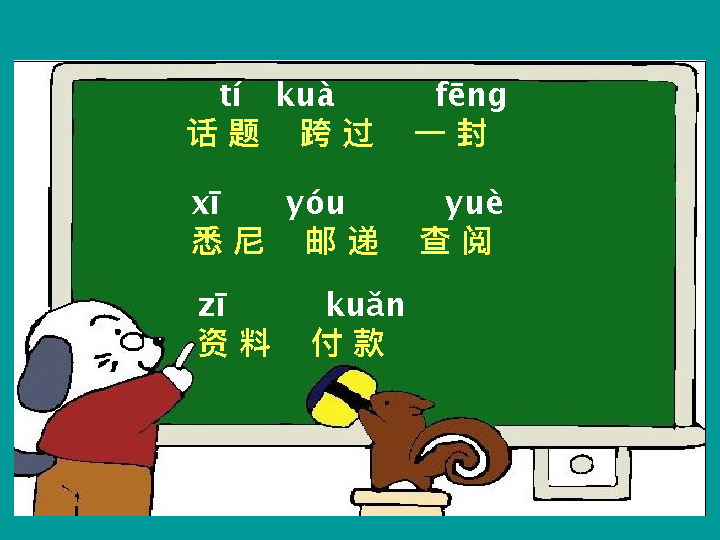 tí kuà fēng
话题 跨过 一封
xī yóu yuè
悉尼 邮递 查阅
zī kuǎn
资料 付款